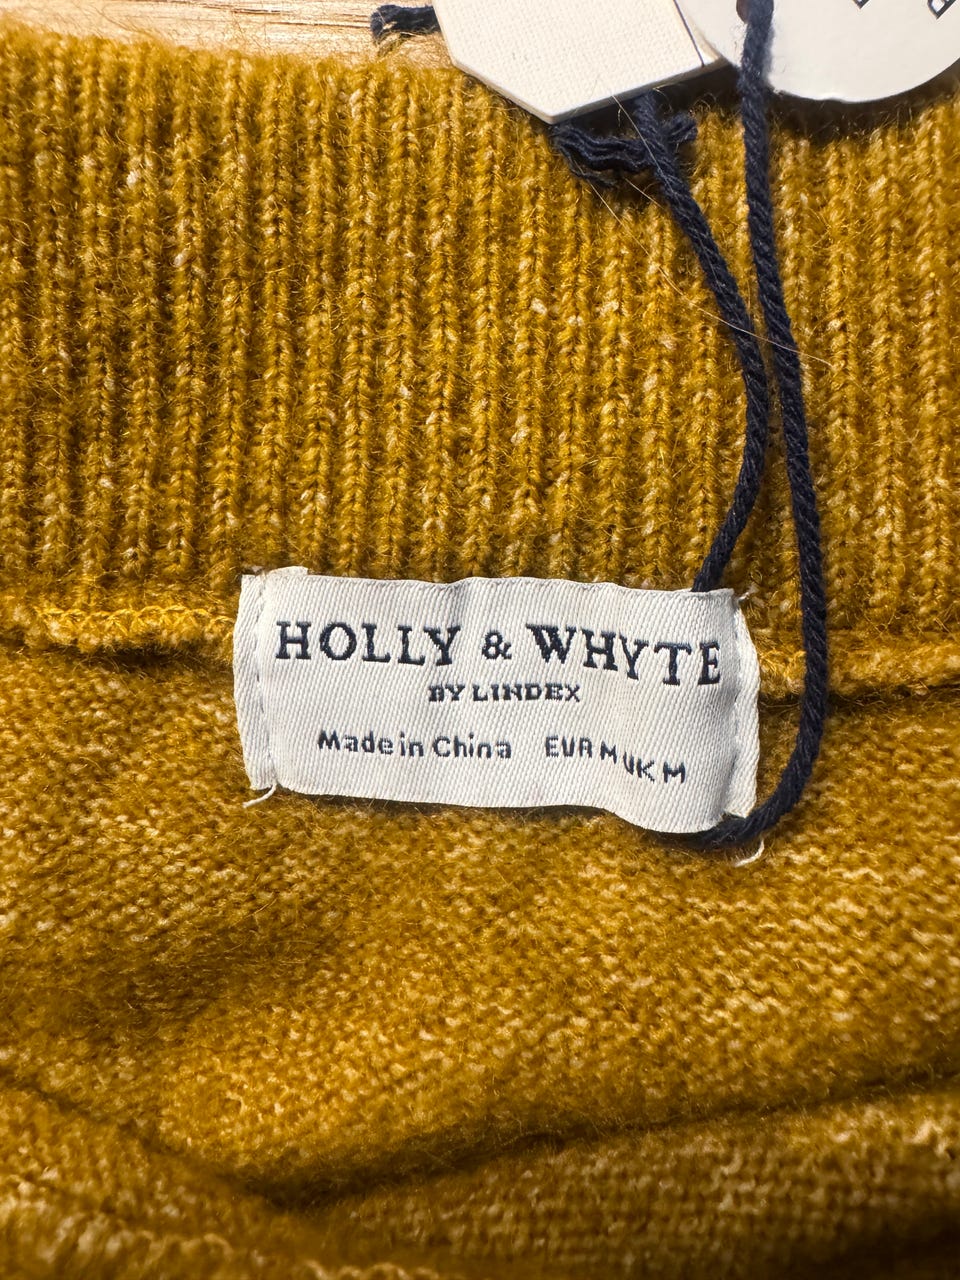 HOLLY & WHYTE
BY LINDEX
Made in China EUR M UK M